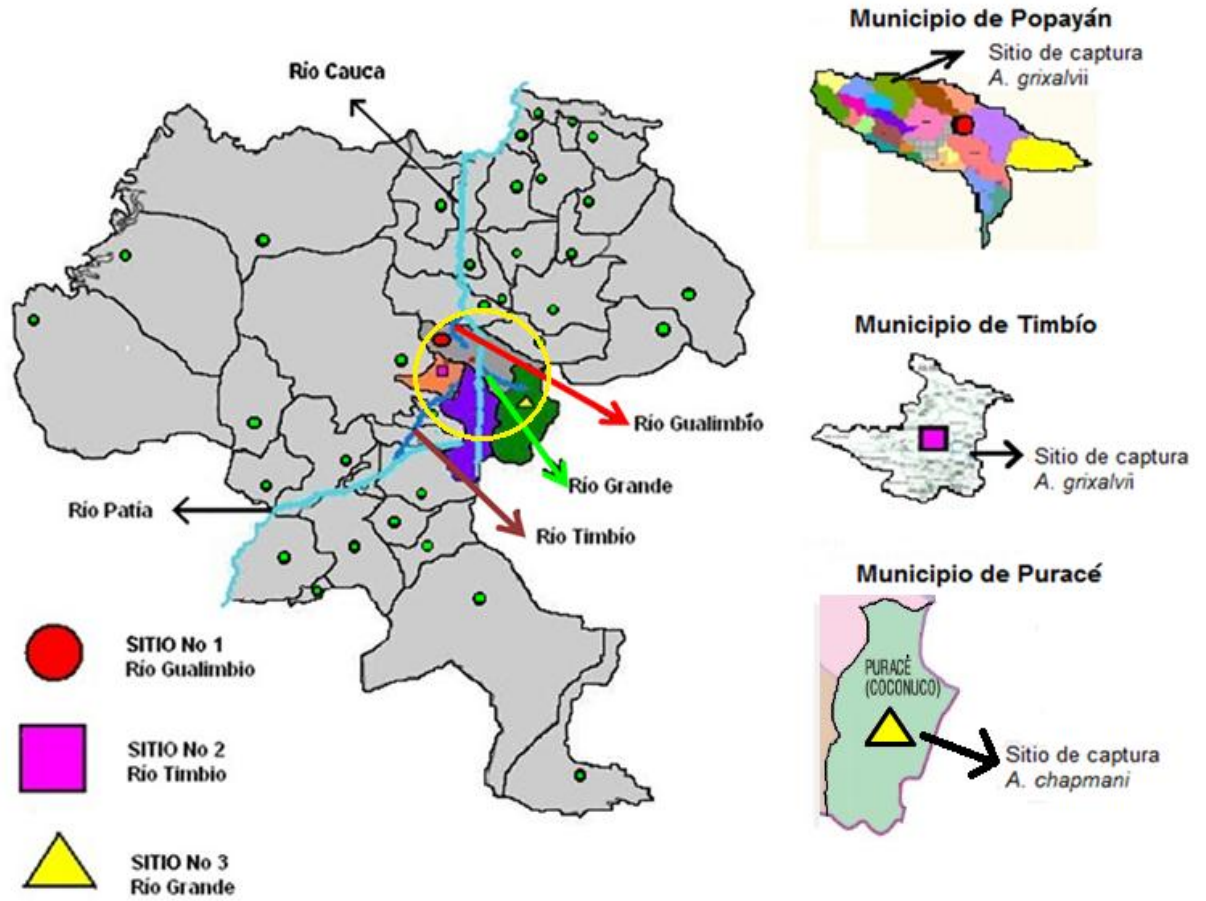 Río Cauca
Río Gualimbío
Río Grande
Río Timbío
Río Patía
SITIO No 1
Río Gualimbio
SITIO No 2
Río Timbio
SITIO No 3
Río Grande
Municipio de Popayán
Sitio de captura
A. grixalvii
Municipio de Timbío
Sitio de captura
A. grixalvii
Municipio de Puracé
PURACÉ
(COCONUCO)
Sitio de captura
A. chapmani